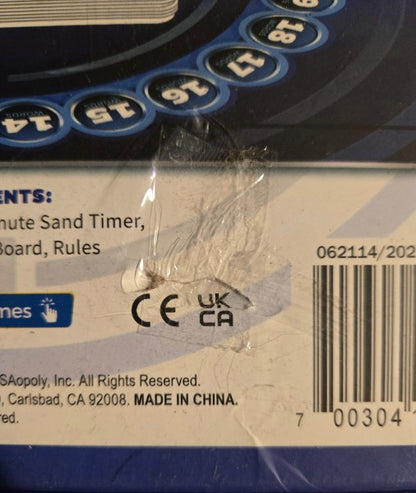 18
17
16
15
14
ENTS:
nute Sand Timer,
Board, Rules
062114/202
mes
CE UK
CA
SAopoly, Inc. All Rights Reserved.
, Carlsbad, CA 92008. MADE IN CHINA.
red.
7 00304